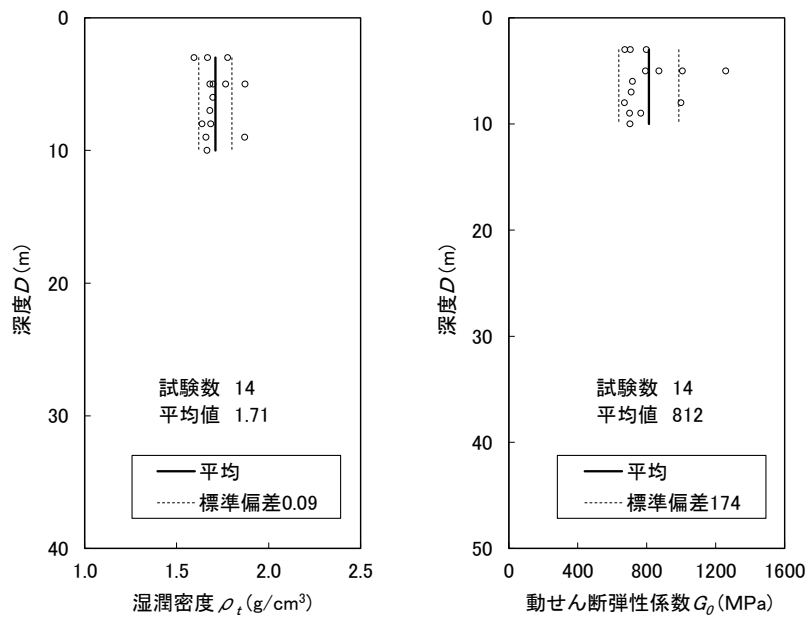 0
10
20
30
40
深度D(m)
試験数 14
平均値 1.71
平均
標準偏差0.09
1.0 1.5 2.0 2.5
湿潤密度ρt(g/cm³)
0
10
20
30
40
50
深度D(m)
試験数 14
平均値 812
平均
標準偏差174
0 400 800 1200 1600
動せん断弾性係数G0(MPa)